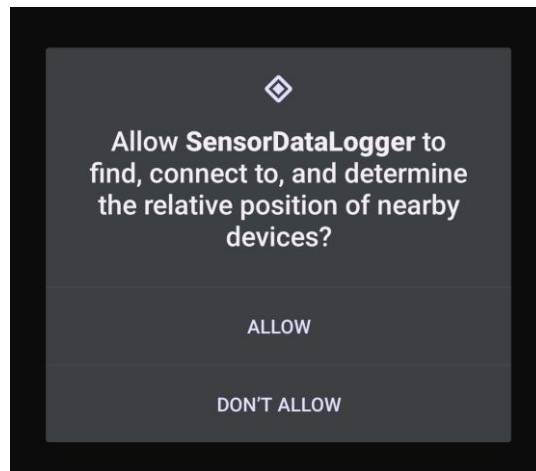 Allow SensorDataLogger to
find, connect to, and determine
the relative position of nearby
devices?
ALLOW
DON'T ALLOW